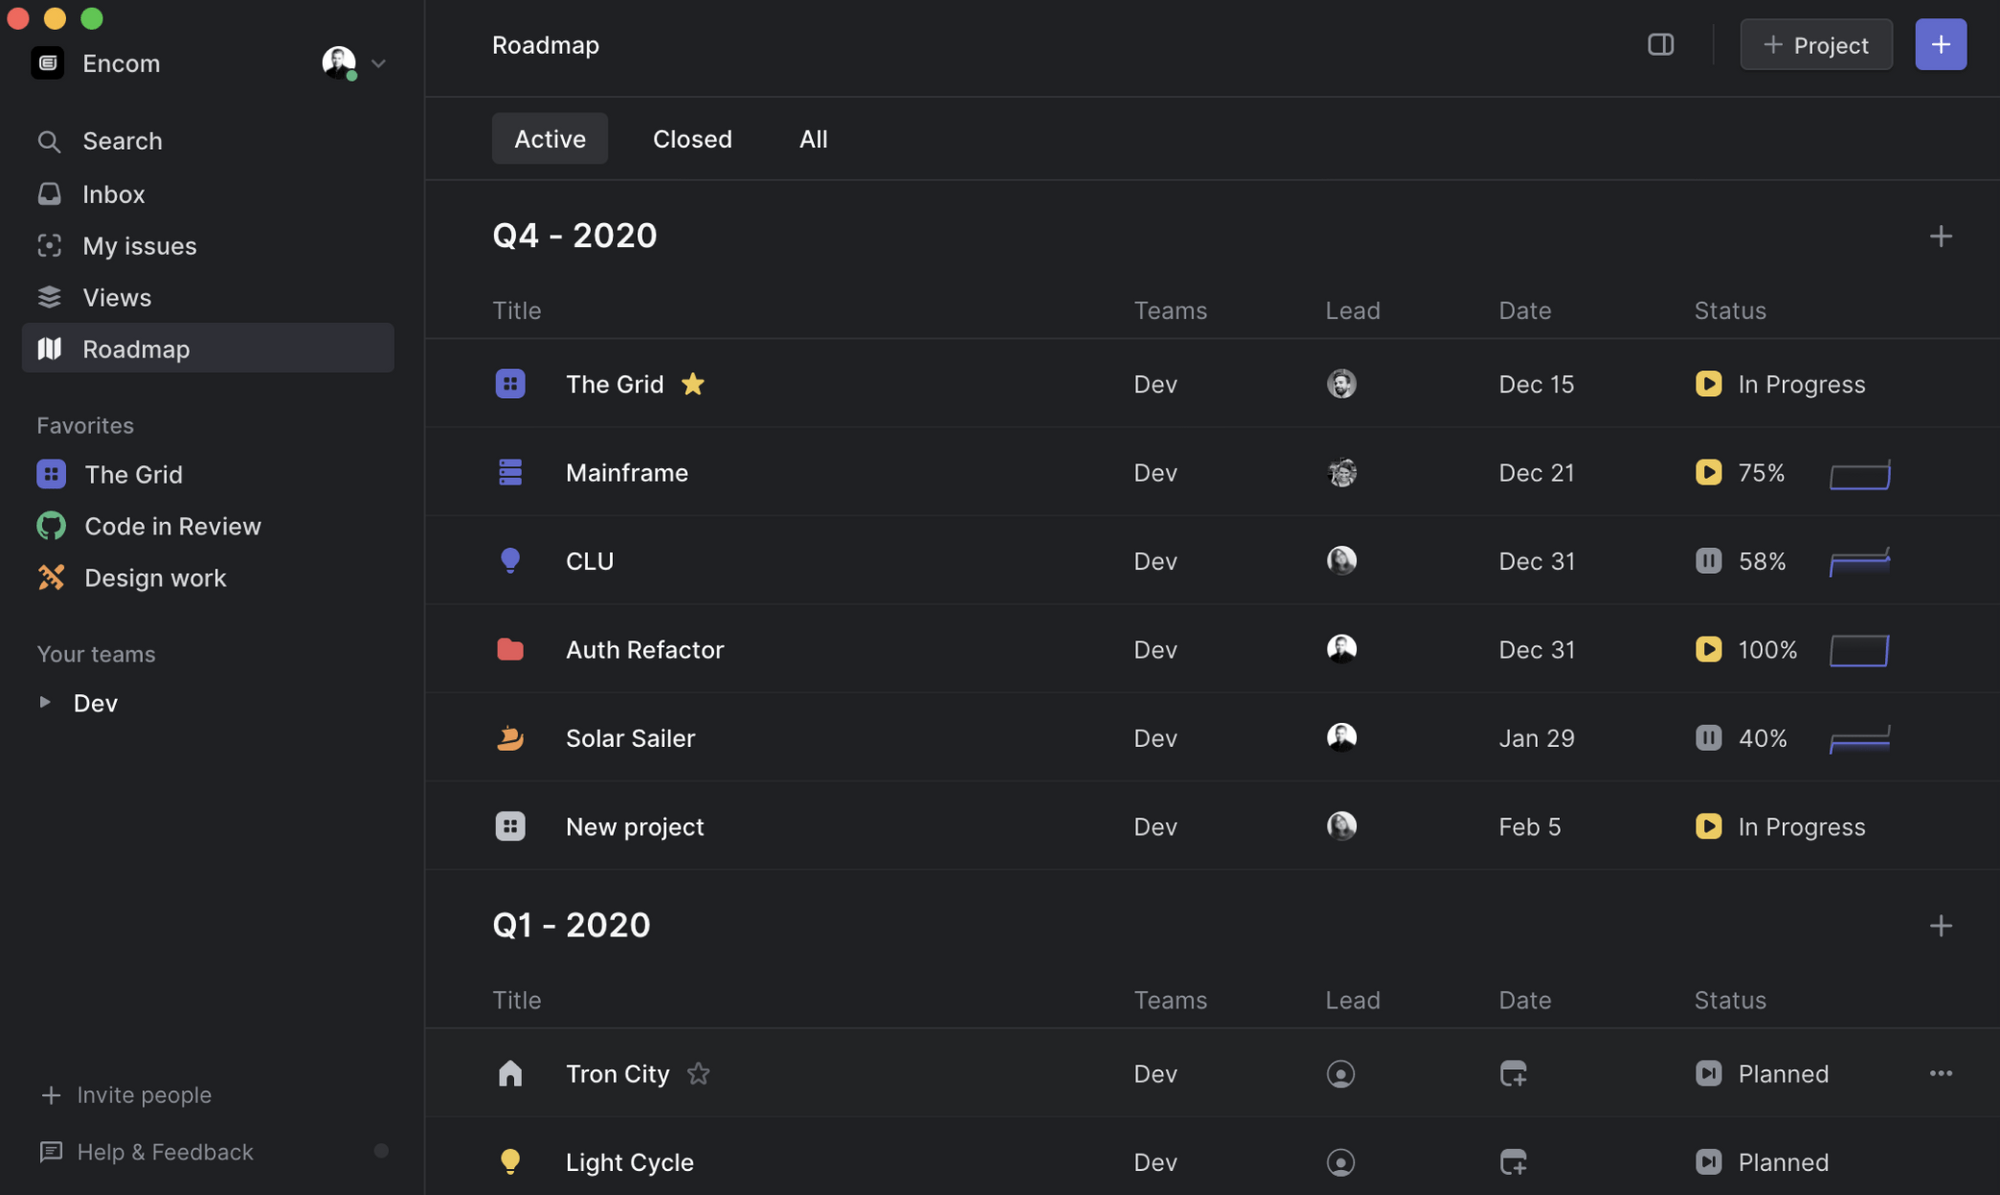 Encom
Search
Inbox
My issues
Views
Roadmap
Favorites
The Grid
Code in Review
Design work
Your teams
Dev
Invite people
Help & Feedback
Roadmap
Project
Active Closed All
Q4 - 2020
Title Teams Lead Date Status
The Grid Dev Dec 15 In Progress
Mainframe Dev Dec 21 75%
CLU Dev Dec 31 58%
Auth Refactor Dev Dec 31 100%
Solar Sailer Dev Jan 29 40%
New project Dev Feb 5 In Progress
Q1 - 2020
Title Teams Lead Date Status
Tron City Dev Planned
Light Cycle Dev Planned